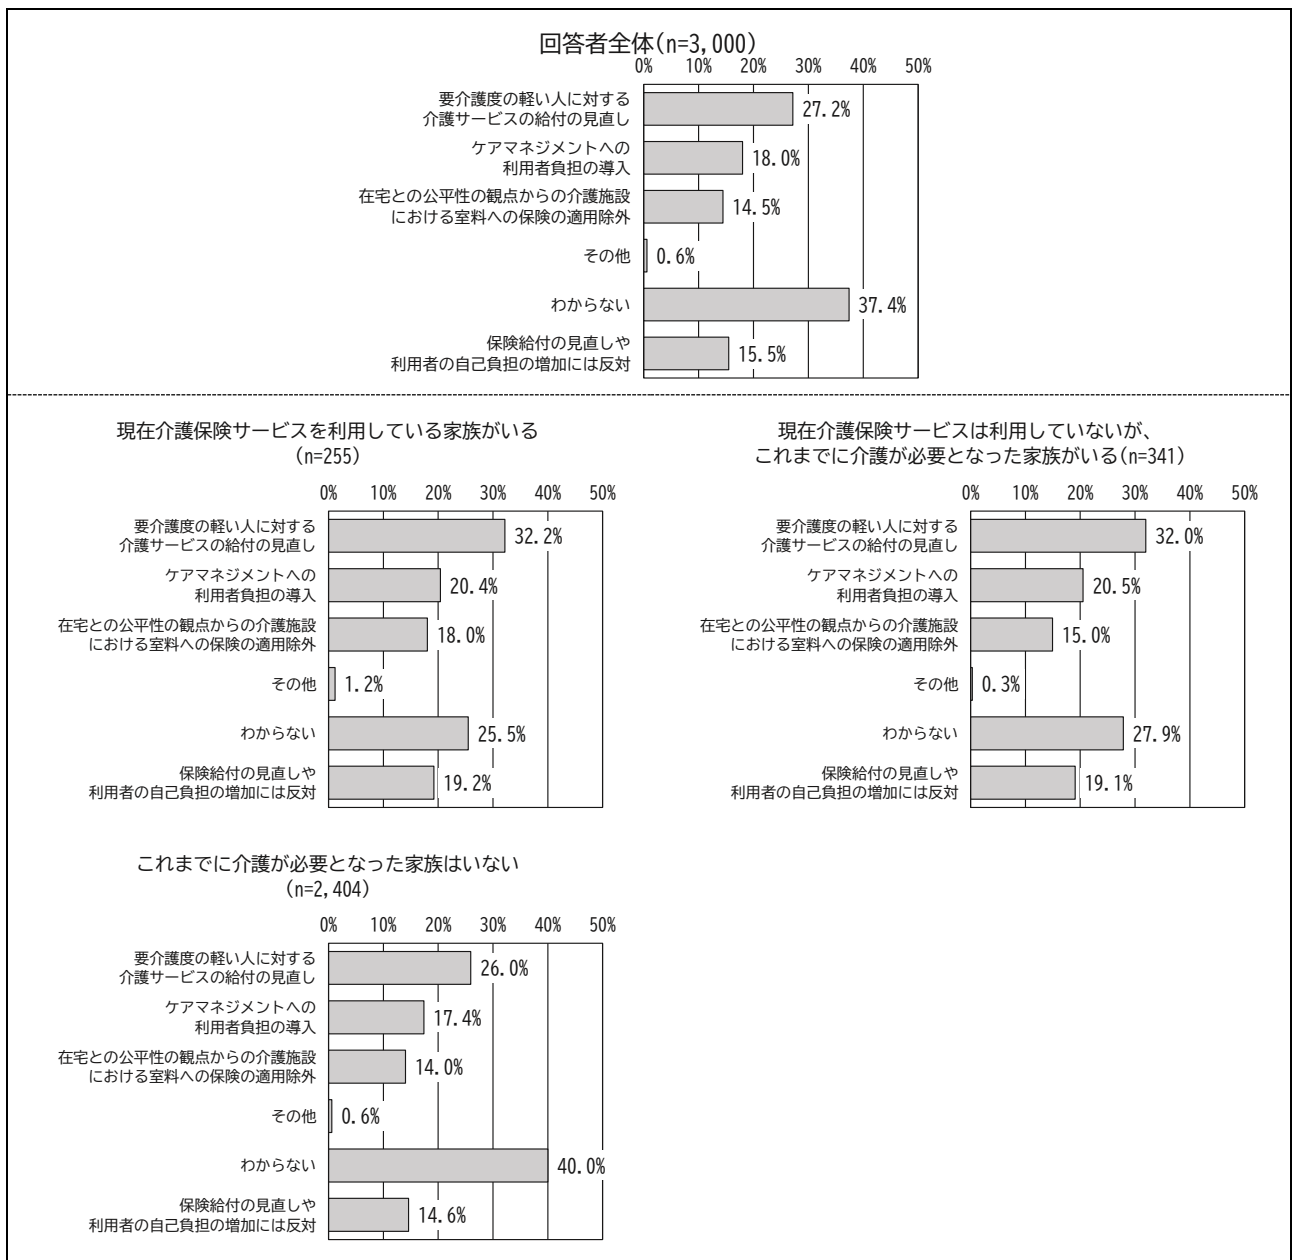 回答者全体(n=3,000)
0% 10% 20% 30% 40% 50%
要介護度の軽い人に対する
介護サービスの給付の見直し
27.2%
ケアマネジメントへの
利用者負担の導入
18.0%
在宅との公平性の観点からの介護施設
における室料への保険の適用除外
14.5%
その他
0.6%
わからない
37.4%
保険給付の見直しや
利用者の自己負担の増加には反対
15.5%
現在介護保険サービスを利用している家族がいる
(n=255)
0% 10% 20% 30% 40% 50%
要介護度の軽い人に対する
介護サービスの給付の見直し
32.2%
ケアマネジメントへの
利用者負担の導入
20.4%
在宅との公平性の観点からの介護施設
における室料への保険の適用除外
18.0%
その他
1.2%
わからない
25.5%
保険給付の見直しや
利用者の自己負担の増加には反対
19.2%
現在介護保険サービスは利用していないが、
これまでに介護が必要となった家族がいる(n=341)
0% 10% 20% 30% 40% 50%
要介護度の軽い人に対する
介護サービスの給付の見直し
32.0%
ケアマネジメントへの
利用者負担の導入
20.5%
在宅との公平性の観点からの介護施設
における室料への保険の適用除外
15.0%
その他
0.3%
わからない
27.9%
保険給付の見直しや
利用者の自己負担の増加には反対
19.1%
これまでに介護が必要となった家族はいない
(n=2,404)
0% 10% 20% 30% 40% 50%
要介護度の軽い人に対する
介護サービスの給付の見直し
26.0%
ケアマネジメントへの
利用者負担の導入
17.4%
在宅との公平性の観点からの介護施設
における室料への保険の適用除外
14.0%
その他
0.6%
わからない
40.0%
保険給付の見直しや
利用者の自己負担の増加には反対
14.6%